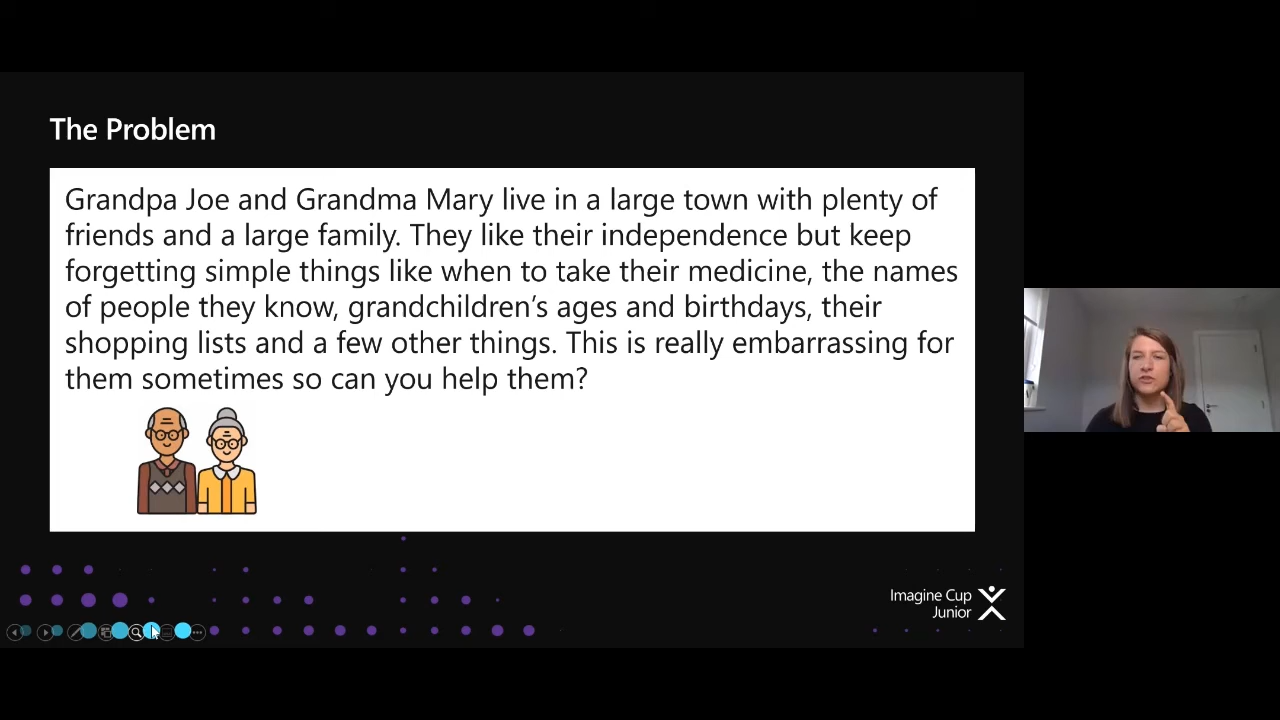 The Problem
Grandpa Joe and Grandma Mary live in a large town with plenty of
friends and a large family. They like their independence but keep
forgetting simple things like when to take their medicine, the names
of people they know, grandchildren’s ages and birthdays, their
shopping lists and a few other things. This is really embarrassing for
them sometimes so can you help them?
Imagine Cup
Junior